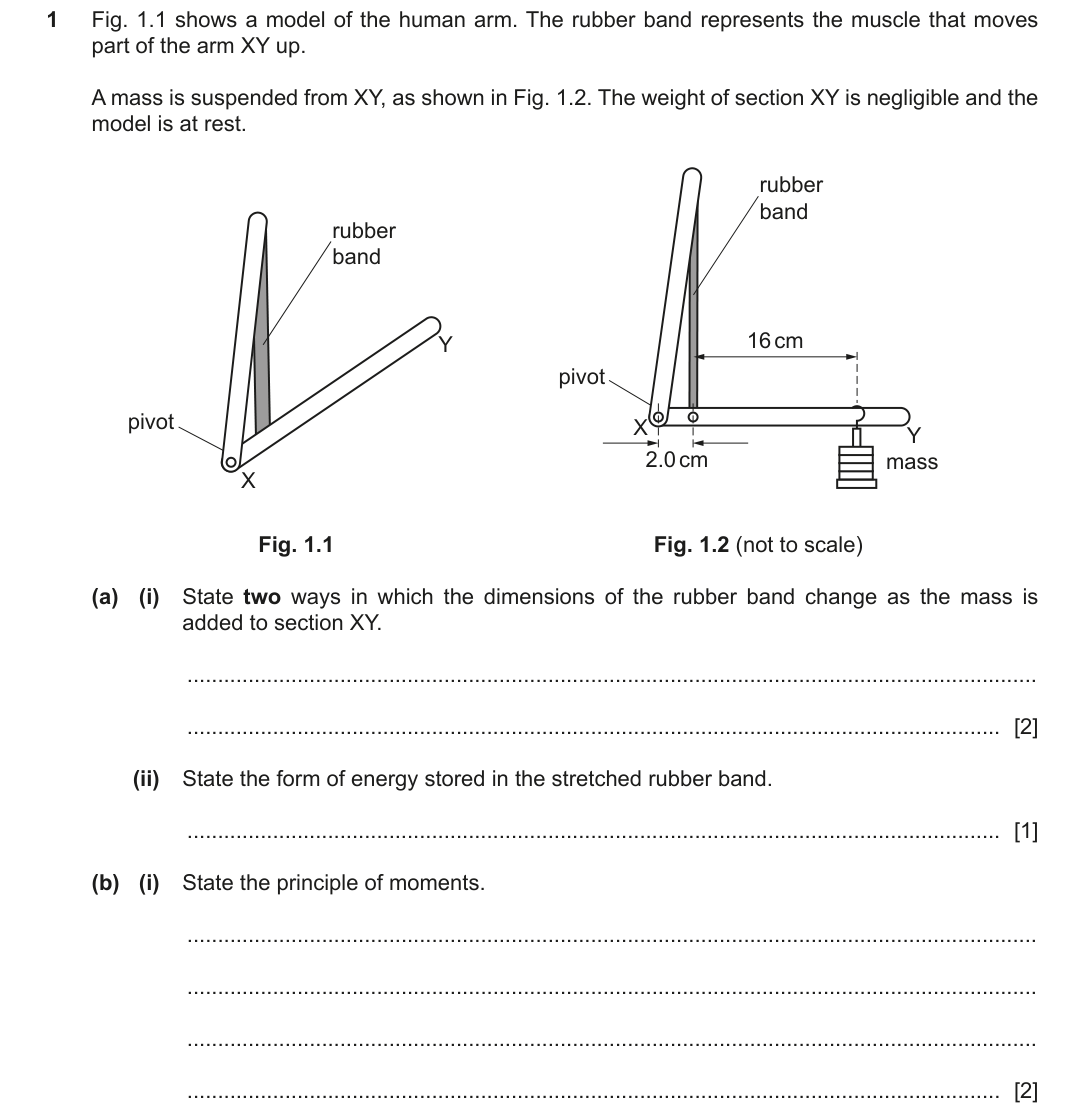 1 Fig. 1.1 shows a model of the human arm. The rubber band represents the muscle that moves
part of the arm XY up.
A mass is suspended from XY, as shown in Fig. 1.2. The weight of section XY is negligible and the
model is at rest.
rubber
band
Y
pivot
X
Fig. 1.1
rubber
band
16 cm
pivot
X
2.0 cm
Y
mass
Fig. 1.2 (not to scale)
(a) (i) State two ways in which the dimensions of the rubber band change as the mass is
added to section XY.
..........................................................................................................................................
.................................................................................................................................... [2]
(ii) State the form of energy stored in the stretched rubber band.
.................................................................................................................................... [1]
(b) (i) State the principle of moments.
..........................................................................................................................................
..........................................................................................................................................
..........................................................................................................................................
.................................................................................................................................... [2]